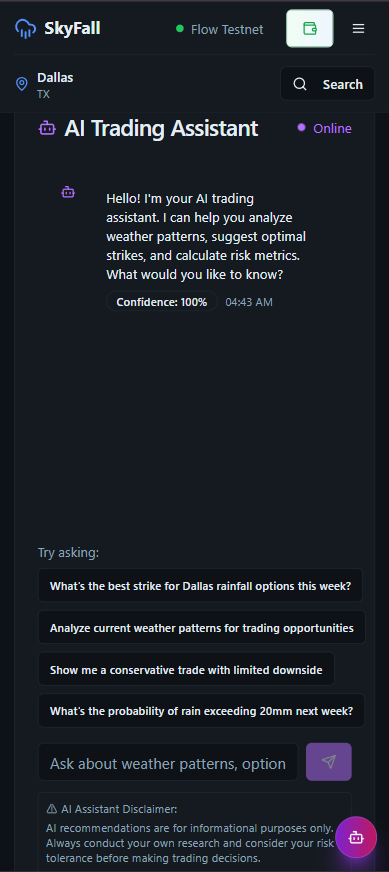 SkyFall
Flow Testnet
Dallas
TX
Search
AI Trading Assistant
Online
Hello! I'm your AI trading
assistant. I can help you analyze
weather patterns, suggest optimal
strikes, and calculate risk metrics.
What would you like to know?
Confidence: 100%
04:43 AM
Try asking:
What's the best strike for Dallas rainfall options this week?
Analyze current weather patterns for trading opportunities
Show me a conservative trade with limited downside
What's the probability of rain exceeding 20mm next week?
Ask about weather patterns, option
AI Assistant Disclaimer:
AI recommendations are for informational purposes only.
Always conduct your own research and consider your risk
tolerance before making trading decisions.